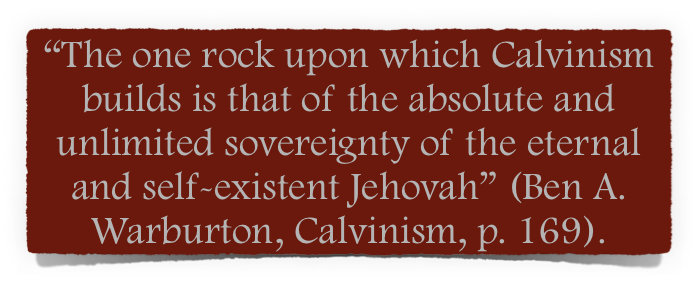 “The one rock upon which Calvinism
builds is that of the absolute and
unlimited sovereignty of the eternal
and self-existent Jehovah” (Ben A.
Warburton, Calvinism, p. 169).